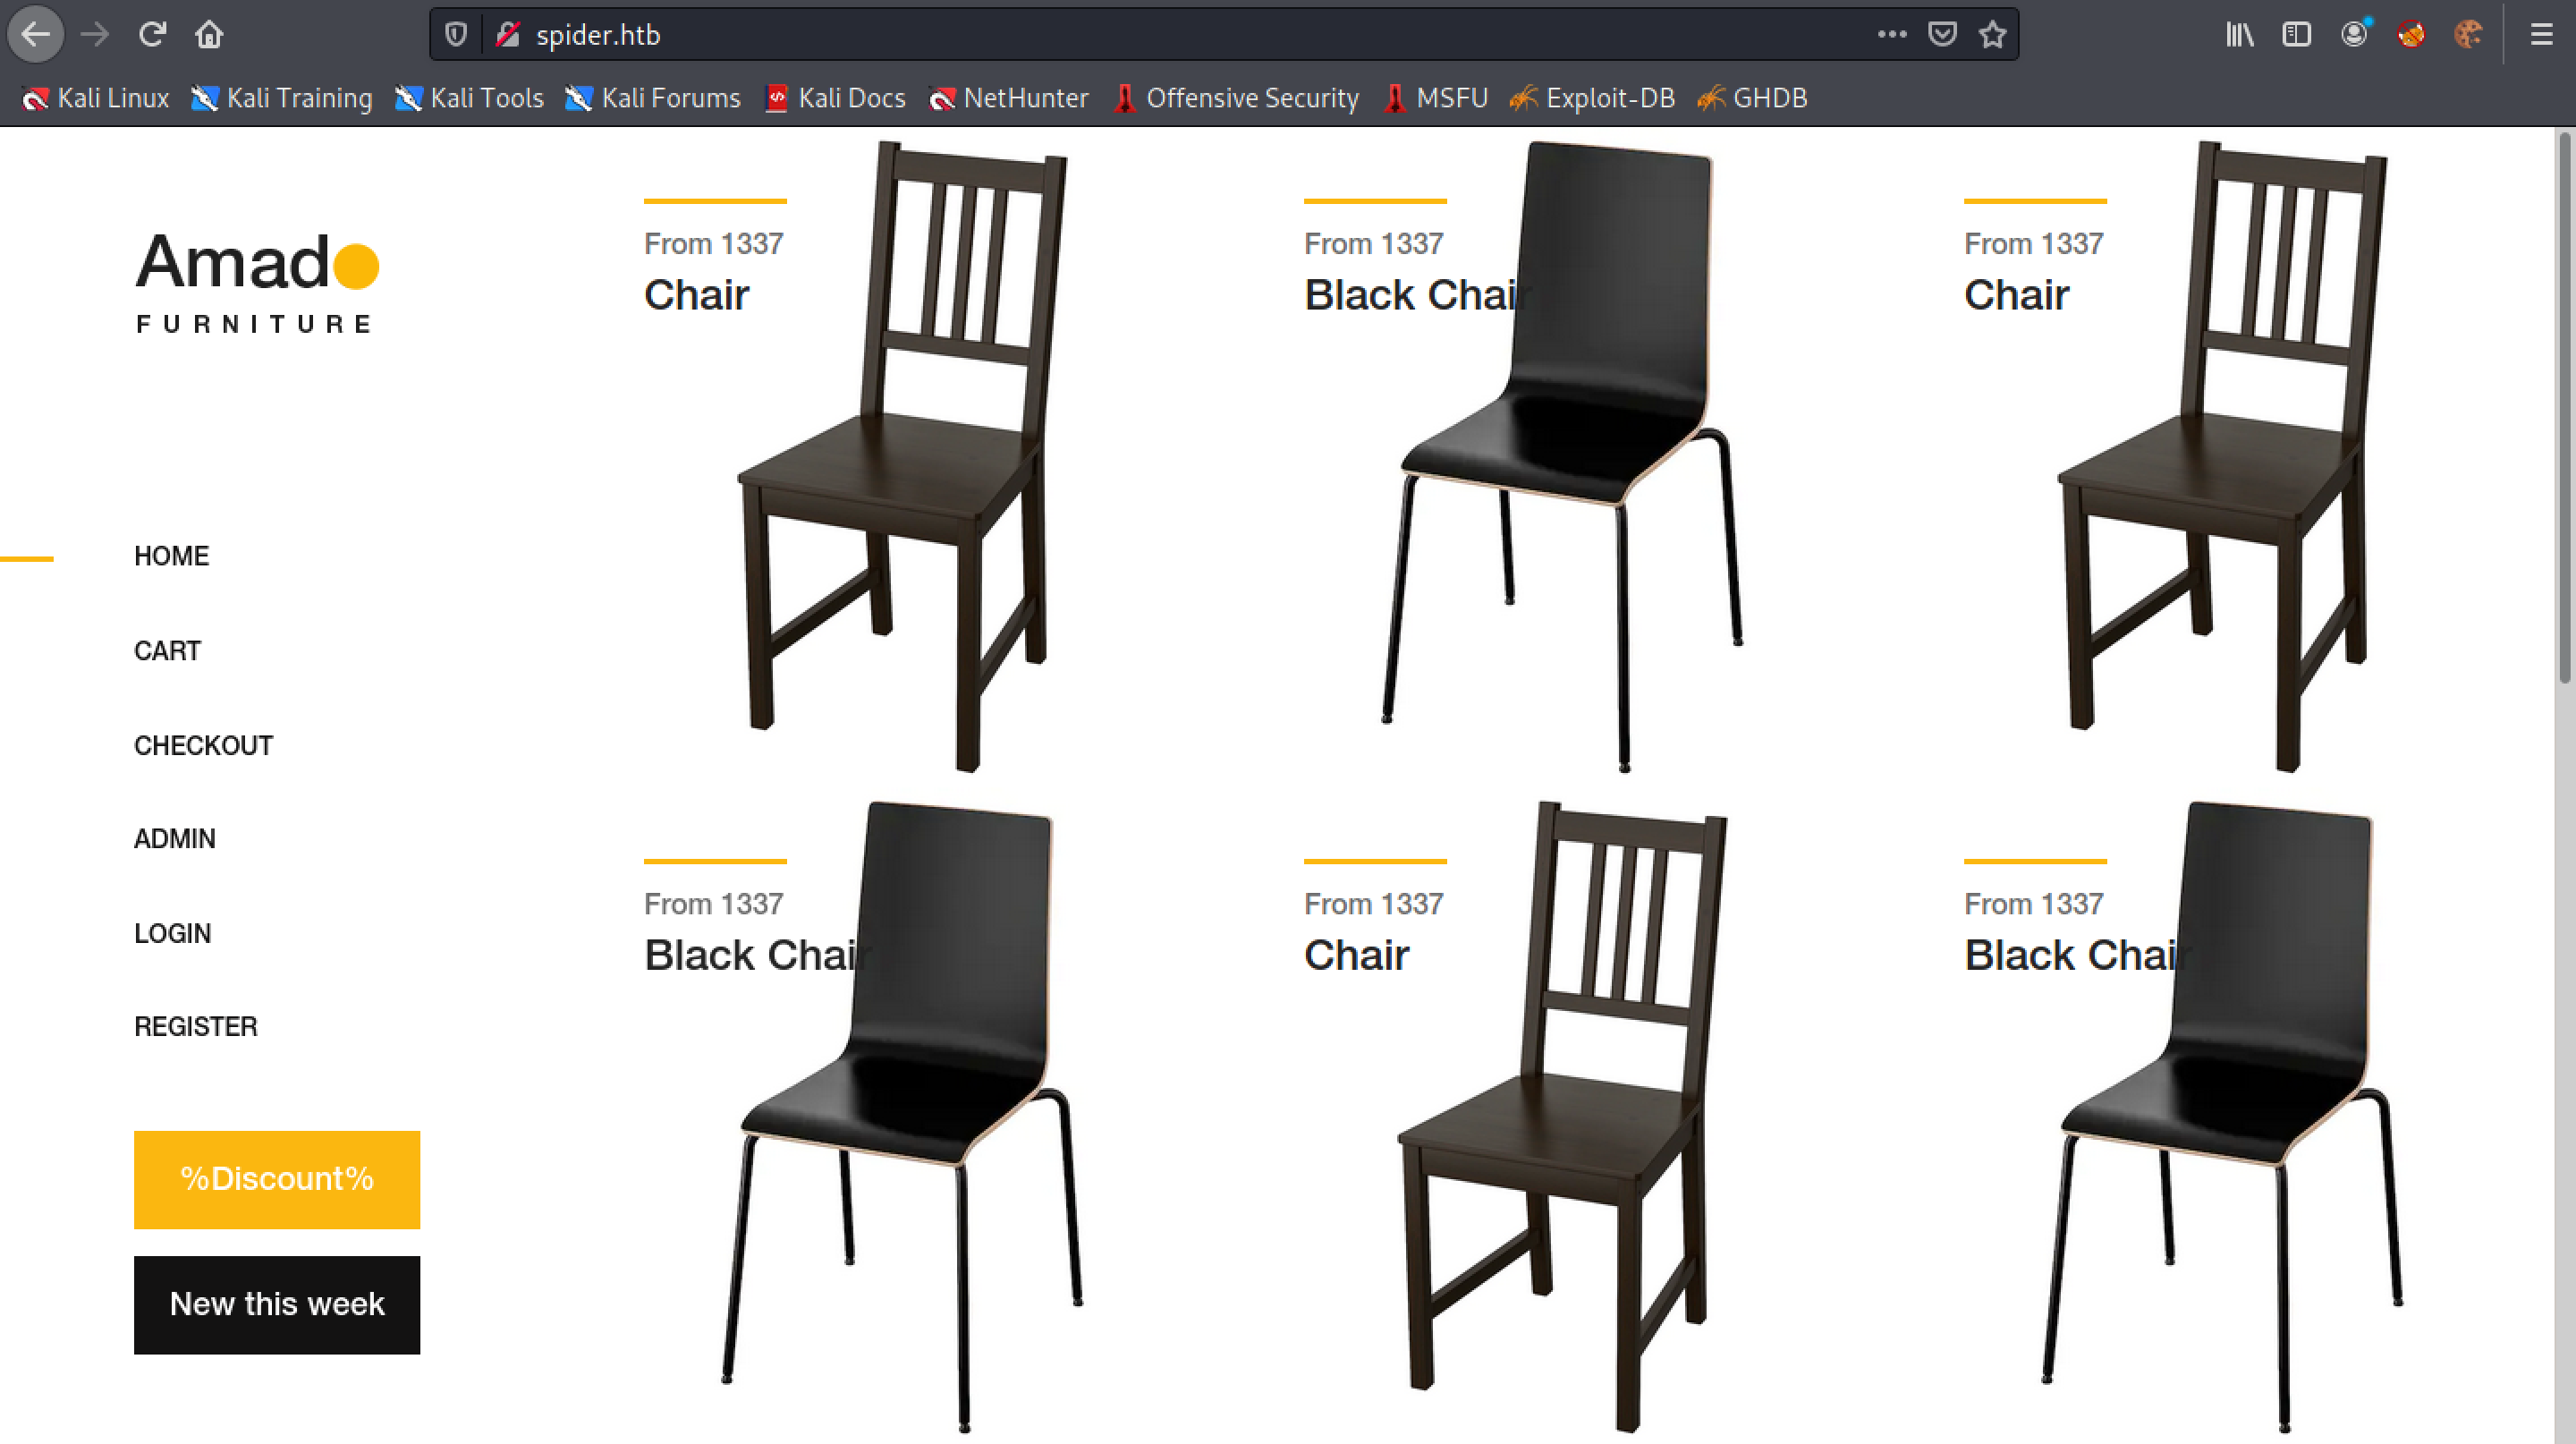 spider.htb
Kali Linux Kali Training Kali Tools Kali Forums Kali Docs NetHunter Offensive Security MSFU Exploit-DB GHDB
Amado
FURNITURE
HOME
CART
CHECKOUT
ADMIN
LOGIN
REGISTER
%Discount%
New this week
From 1337
Chair
From 1337
Black Chair
From 1337
Chair
From 1337
Black Chair
From 1337
Chair
From 1337
Black Chair